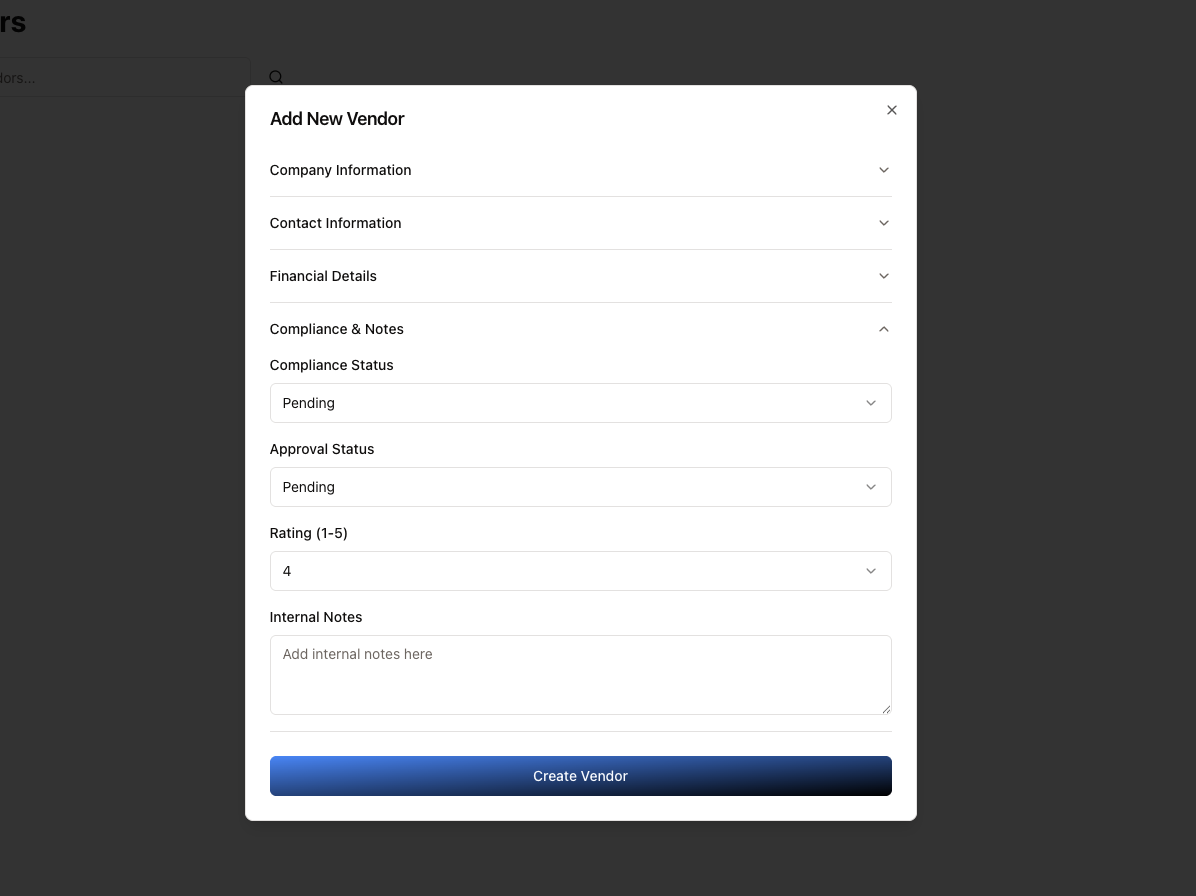 rs
dors...
Add New Vendor
Company Information
Contact Information
Financial Details
Compliance & Notes
Compliance Status
Pending
Approval Status
Pending
Rating (1-5)
4
Internal Notes
Add internal notes here
Create Vendor